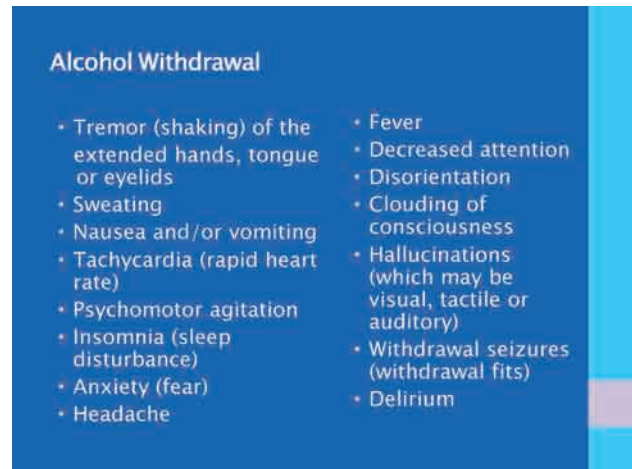 Alcohol Withdrawal
• Tremor (shaking) of the
extended hands, tongue
or eyelids
• Sweating
• Nausea and/or vomiting
• Tachycardia (rapid heart
rate)
• Psychomotor agitation
• Insomnia (sleep
disturbance)
• Anxiety (fear)
• Headache
• Fever
• Decreased attention
• Disorientation
• Clouding of
consciousness
• Hallucinations
(which may be
visual, tactile or
auditory)
• Withdrawal seizures
(withdrawal fits)
• Delirium